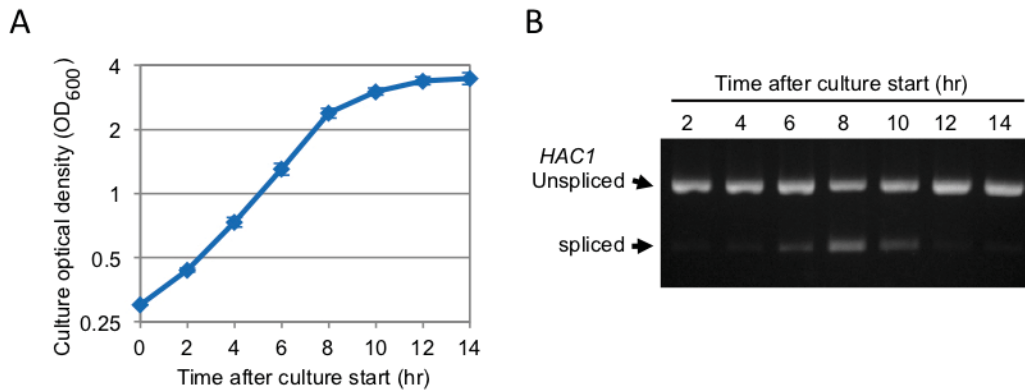 A
Culture optical density (OD600)
4
2
1
0.5
0.25
0 2 4 6 8 10 12 14
Time after culture start (hr)
B
Time after culture start (hr)
2 4 6 8 10 12 14
HAC1
Unspliced
spliced